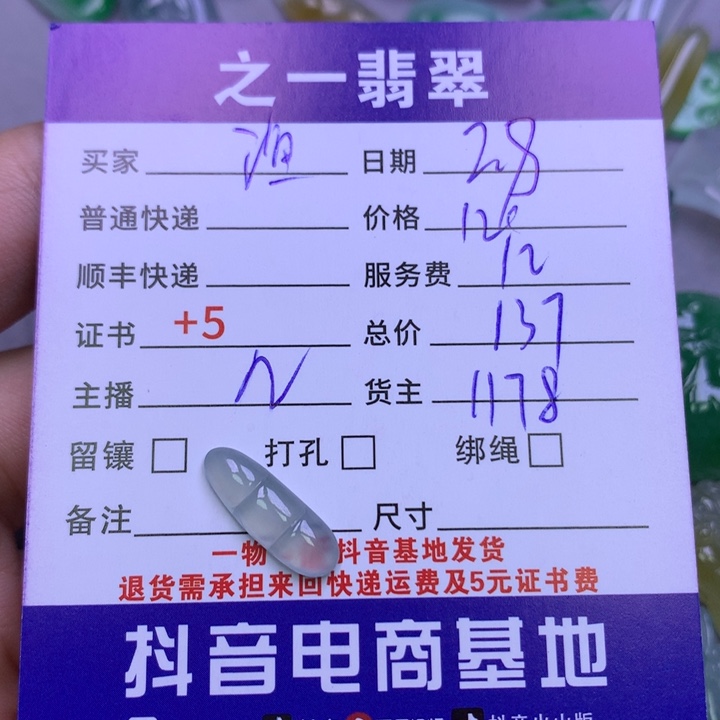 之一翡翠
买家 日期 28
普通快递 价格 120
顺丰快递 服务费 12
证书 +5 总价 137
主播 N 货主 1178
留镶 打孔 绑绳
备注 尺寸
一物 抖音基地发货
退货需承担来回快递运费及5元证书费
抖音电商基地